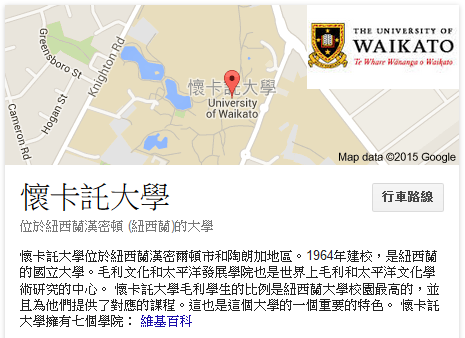 Greensboro St
Knighton Rd
Hogan St
懷卡託大學
University
of Waikato
THE UNIVERSITY OF
WAIKATO
Te Whare Wānanga o Waikato
Map data ©2015 Google
懷卡託大學
行車路線
位於紐西蘭漢密頓 (紐西蘭)的大學
懷卡託大學位於紐西蘭漢密爾頓市和陶朗加地區。1964年建校，是紐西蘭
的國立大學。毛利文化和太平洋發展學院也是世界上毛利和太平洋文化學
術研究的中心。 懷卡託大學毛利學生的比例是紐西蘭大學校園最高的，並
且為他們提供了對應的課程。這也是這個大學的一個重要的特色。 懷卡託
大學擁有七個學院： 維基百科